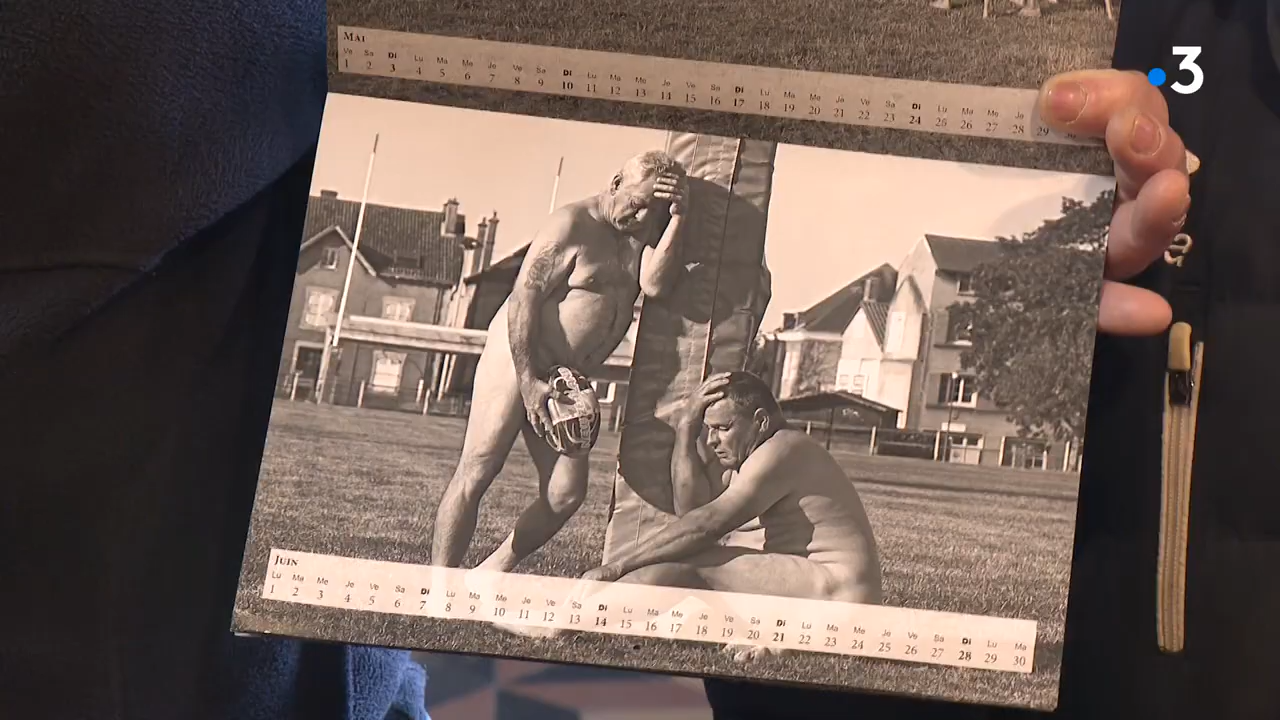 3
MAI
Ve Sa Di Lu Ma Me Je Ve Sa Di Lu Ma Me Je Ve Sa Di Lu Ma Me Je Ve Sa Di Lu Ma Me Je
1 2 3 4 5 6 7 8 9 10 11 12 13 14 15 16 17 18 19 20 21 22 23 24 25 26 27 28 29 30
a
JUIN
Lu Ma Me Je Ve Sa Di Lu Ma Me Je Ve Sa Di Lu Ma Me Je Ve Sa Di Lu Ma Me Je Ve Sa Di Lu Ma
1 2 3 4 5 6 7 8 9 10 11 12 13 14 15 16 17 18 19 20 21 22 23 24 25 26 27 28 29 30